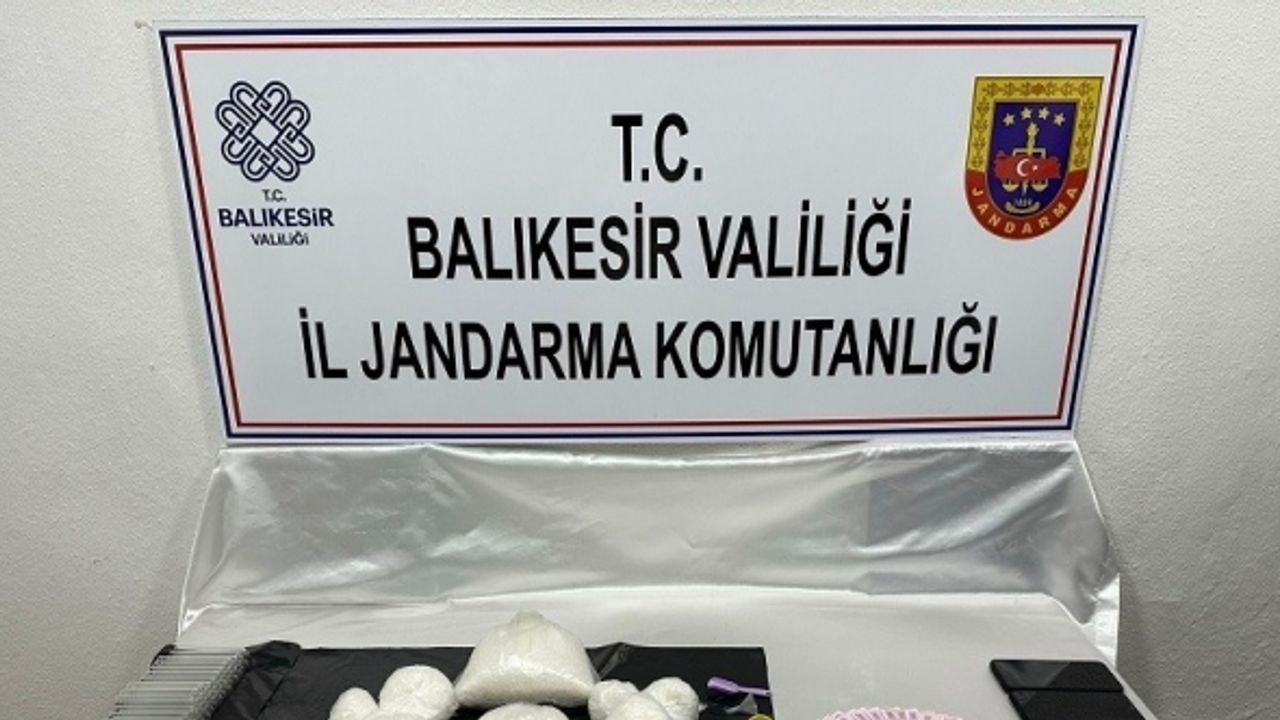 T.C.
BALIKESİR
VALİLİĞİ
T.C.
BALIKESİR VALİLİĞİ
İL JANDARMA KOMUTANLIĞI
JANDARMA